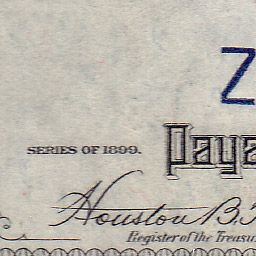 Z
SERIES OF 1899.
Paya
Houston B. T
Register of the Treasu